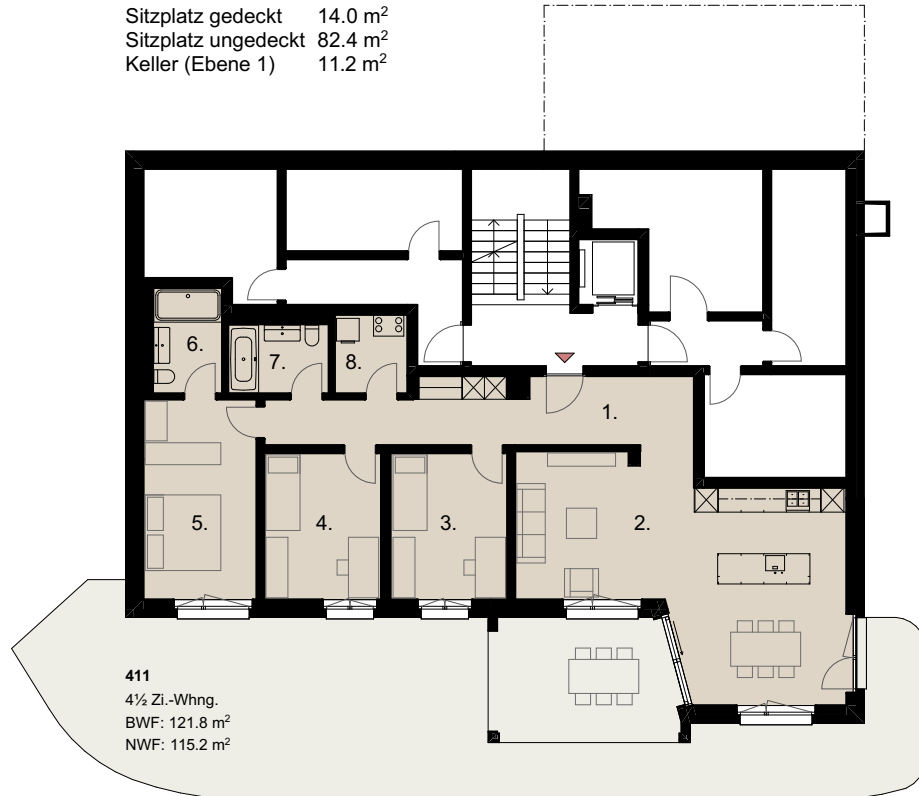 Sitzplatz gedeckt 14.0 m²
Sitzplatz ungedeckt 82.4 m²
Keller (Ebene 1) 11.2 m²
6.
7.
8.
1.
5.
4.
3.
2.
411
4½ Zi.-Whng.
BWF: 121.8 m²
NWF: 115.2 m²